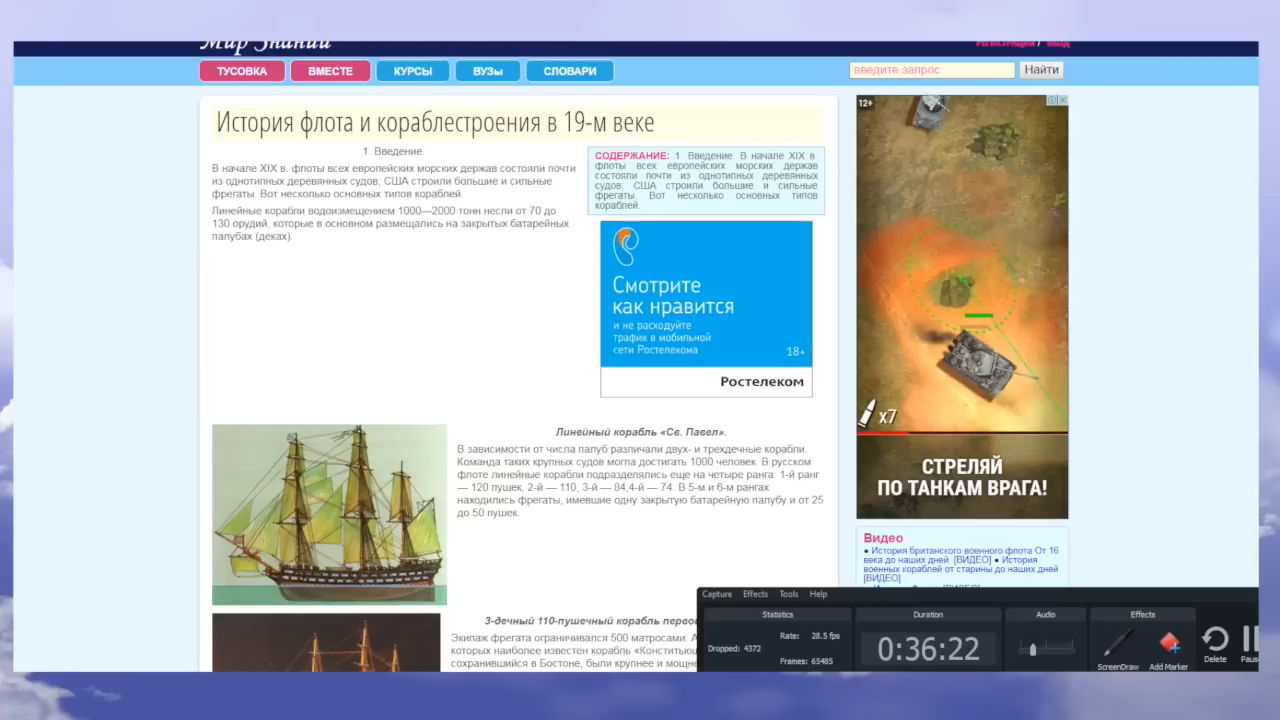 Мир Знаний
РЕГИСТРАЦИЯ / ВХОД
ТУСОВКА
ВМЕСТЕ
КУРСЫ
ВУЗы
СЛОВАРИ
введите запрос
Найти
История флота и кораблестроения в 19-м веке
1. Введение.
В начале XIX в. флоты всех европейских морских держав состояли почти
из однотипных деревянных судов; США строили большие и сильные
фрегаты. Вот несколько основных типов кораблей.
Линейные корабли водоизмещением 1000—2000 тонн несли от 70 до
130 орудий, которые в основном размещались на закрытых батарейных
палубах (деках).
СОДЕРЖАНИЕ: 1. Введение. В начале XIX в.
флоты всех европейских морских держав
состояли почти из однотипных деревянных
судов; США строили большие и сильные
фрегаты. Вот несколько основных типов
кораблей.
Смотрите
как нравится
и не расходуйте
трафик в мобильной
сети Ростелекома
18+
Ростелеком
Линейный корабль «Св. Павел».
В зависимости от числа палуб различали двух- и трехдечные корабли.
Команда таких крупных судов могла достигать 1000 человек. В русском
флоте линейные корабли подразделялись еще на четыре ранга: 1-й ранг
— 120 пушек, 2-й — 110, 3-й — 84,4-й — 74. В 5-м и 6-м рангах
находились фрегаты, имевшие одну закрытую батарейную палубу и от 25
до 50 пушек.
3-дечный 110-пушечный корабль
Экипаж фрегата ограничивался 500 матросами.
которых наиболее известен корабль
сохранившийся в Бостоне, были крупнее и
12+
x7
СТРЕЛЯЙ
ПО ТАНКАМ ВРАГА!
Видео
● История британского военного флота От 16
века до наших дней [ВИДЕО] ● История
военных кораблей от старины до наших дней
[ВИДЕО]
Capture Effects Tools Help
Statistics
Duration
Audio
Effects
Rate: 28.5 fps
Dropped: 4372
Frames: 65485
0:36:22
ScreenDraw
Add Marker
Delete